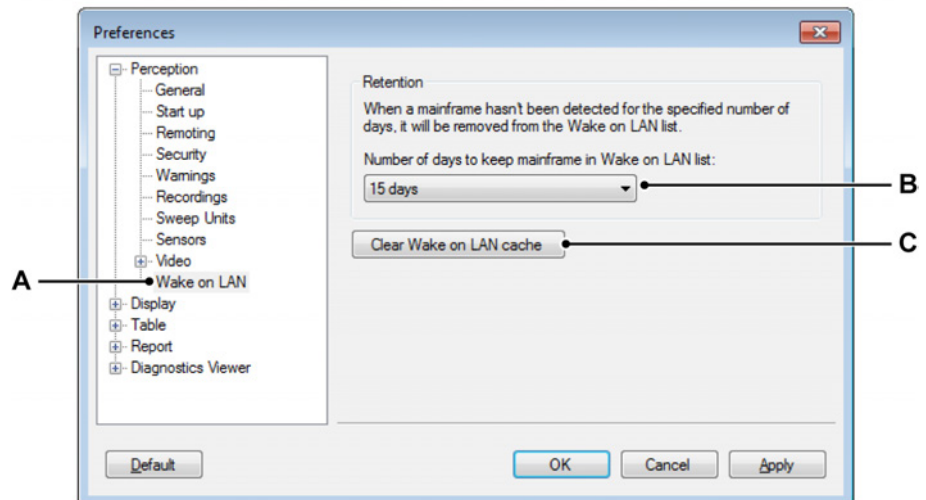 Preferences
Perception
General
Start up
Remoting
Security
Warnings
Recordings
Sweep Units
Sensors
Video
Wake on LAN
Display
Table
Report
Diagnostics Viewer
A
Retention
When a mainframe hasn't been detected for the specified number of
days, it will be removed from the Wake on LAN list.
Number of days to keep mainframe in Wake on LAN list:
15 days
B
Clear Wake on LAN cache
C
Default
OK
Cancel
Apply